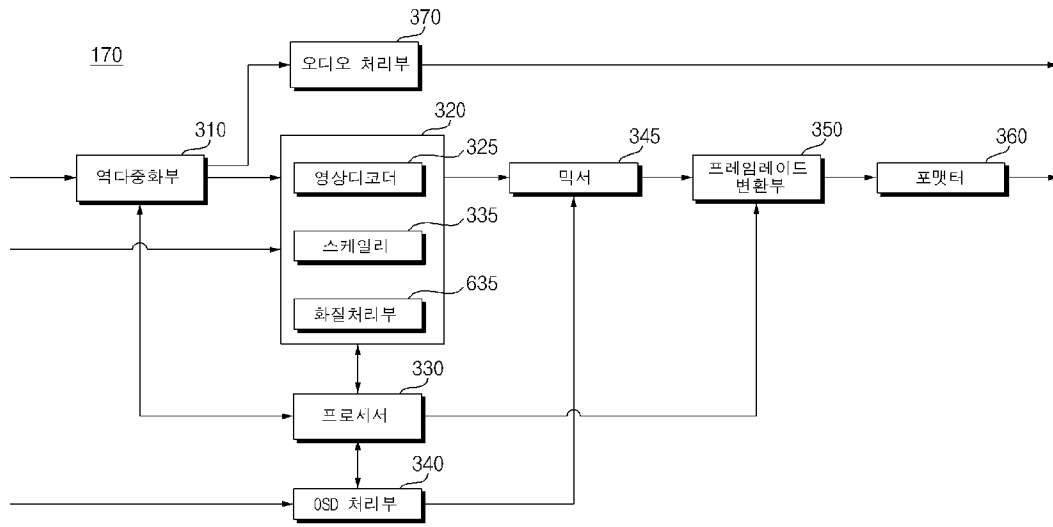 370
170
오디오 처리부
310
320
역다중화부
325
영상디코더
345
믹서
350
프레임레이드
변환부
360
포맷터
335
스케일러
635
화질처리부
330
프로세서
340
OSD 처리부